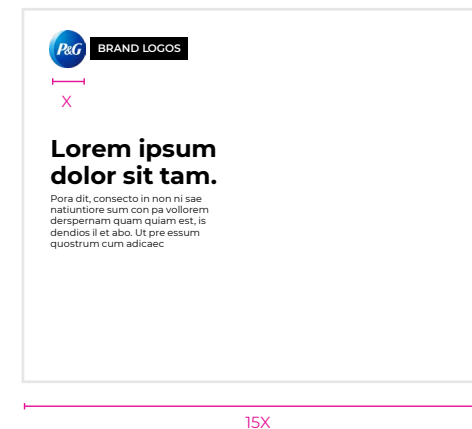 P&G BRAND LOGOS
X
Lorem ipsum
dolor sit tam.
Pora dit, consecto in non ni sae
natiuntiore sum con pa vollorem
derspernam quam quiam est, is
dendios il et abo. Ut pre essum
quostrum cum adicaec
15X